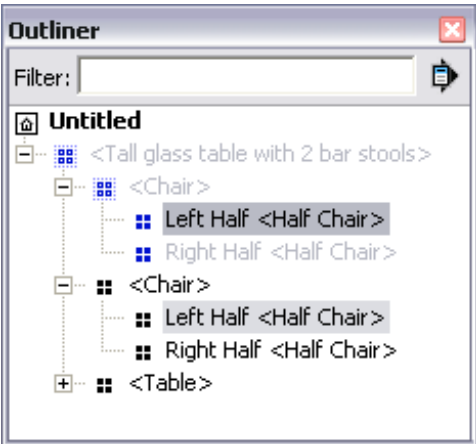 Outliner
Filter:
Untitled
<Tall glass table with 2 bar stools>
<Chair>
Left Half <Half Chair>
Right Half <Half Chair>
<Chair>
Left Half <Half Chair>
Right Half <Half Chair>
<Table>